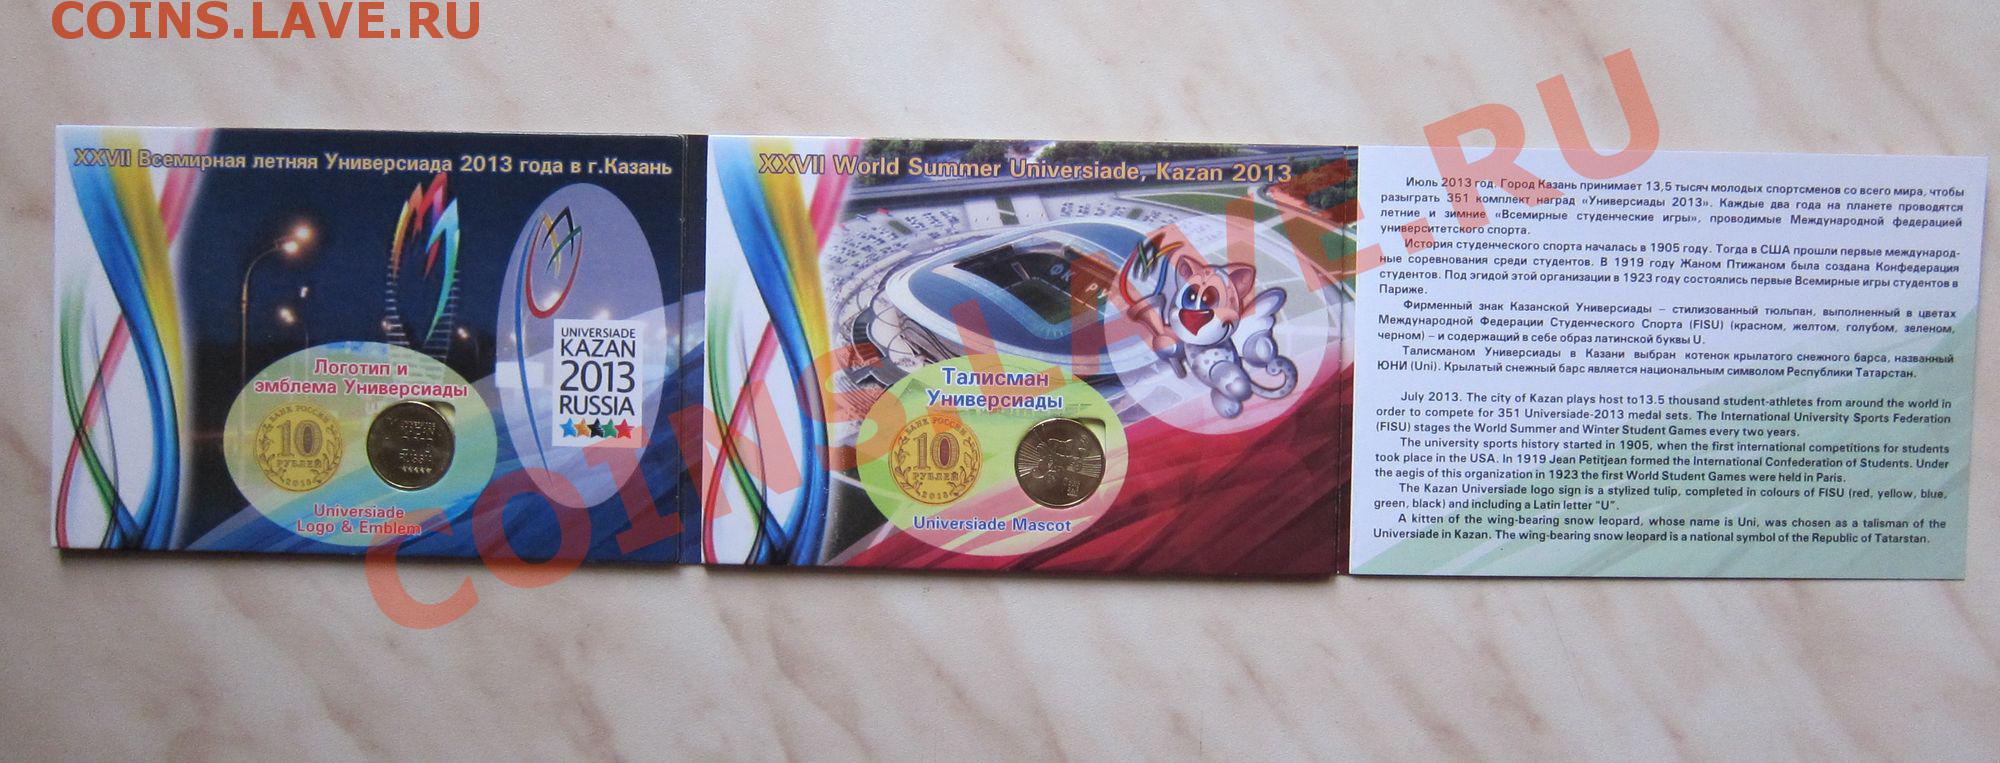 COINS.LAVE.RU
XXVII Всемирная летняя Универсиада 2013 года в г.Казань
UNIVERSIADE
KAZAN
2013
RUSSIA
Логотип и
эмблема Универсиады
БАНК РОССИИ
10
РУБЛЕЙ
2013
Universiade
Logo & Emblem
XXVII World Summer Universiade, Kazan 2013
ФК РУ
Талисман
Универсиады
БАНК РОССИИ
10
РУБЛЕЙ
2013
Universiade Mascot
Июль 2013 год. Город Казань принимает 13,5 тысяч молодых спортсменов со всего мира, чтобы
разыграть 351 комплект наград «Универсиады 2013». Каждые два года на планете проводятся
летние и зимние «Всемирные студенческие игры», проводимые Международной федерацией
университетского спорта.
История студенческого спорта началась в 1905 году. Тогда в США прошли первые международ-
ные соревнования среди студентов. В 1919 году Жаном Птижаном была создана Конфедерация
студентов. Под эгидой этой организации в 1923 году состоялись первые Всемирные игры студентов в
Париже.
Фирменный знак Казанской Универсиады – стилизованный тюльпан, выполненный в цветах
Международной Федерации Студенческого Спорта (FISU) (красном, желтом, голубом, зеленом,
черном) – и содержащий в себе образ латинской буквы U.
Талисманом Универсиады в Казани выбран котенок крылатого снежного барса, названный
ЮНИ (Uni). Крылатый снежный барс является национальным символом Республики Татарстан.
July 2013. The city of Kazan plays host to13.5 thousand student-athletes from around the world in
order to compete for 351 Universiade-2013 medal sets. The International University Sports Federation
(FISU) stages the World Summer and Winter Student Games every two years.
The university sports history started in 1905, when the first international competitions for students
took place in the USA. In 1919 Jean Petitjean formed the International Confederation of Students. Under
the aegis of this organization in 1923 the first World Student Games were held in Paris.
The Kazan Universiade logo sign is a stylized tulip, completed in colours of FISU (red, yellow, blue,
green, black) and including a Latin letter "U".
A kitten of the wing-bearing snow leopard, whose name is Uni, was chosen as a talisman of the
Universiade in Kazan. The wing-bearing snow leopard is a national symbol of the Republic of Tatarstan.
COINS.LAVE.RU